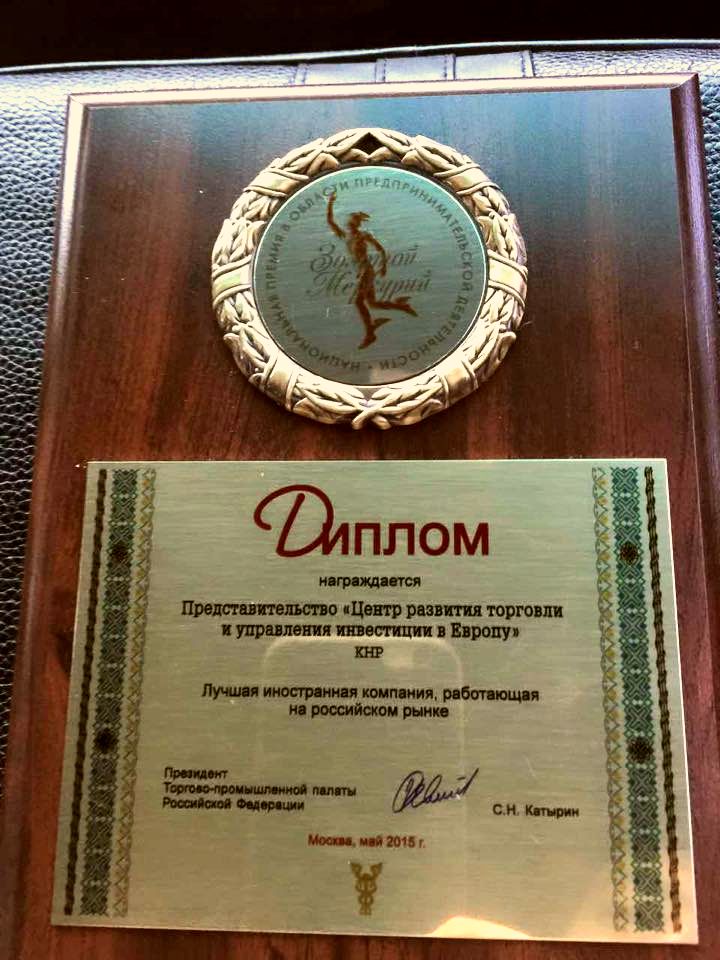 НАЦИОНАЛЬНАЯ ПРЕМИЯ В ОБЛАСТИ ПРЕДПРИНИМАТЕЛЬСКОЙ ДЕЯТЕЛЬНОСТИ •
Золотой
Меркурий
Диплом
награждается
Представительство «Центр развития торговли
и управления инвестиции в Европу»
КНР
Лучшая иностранная компания, работающая
на российском рынке
Президент
Торгово-промышленной палаты
Российской Федерации
С.Н. Катырин
Москва, май 2015 г.